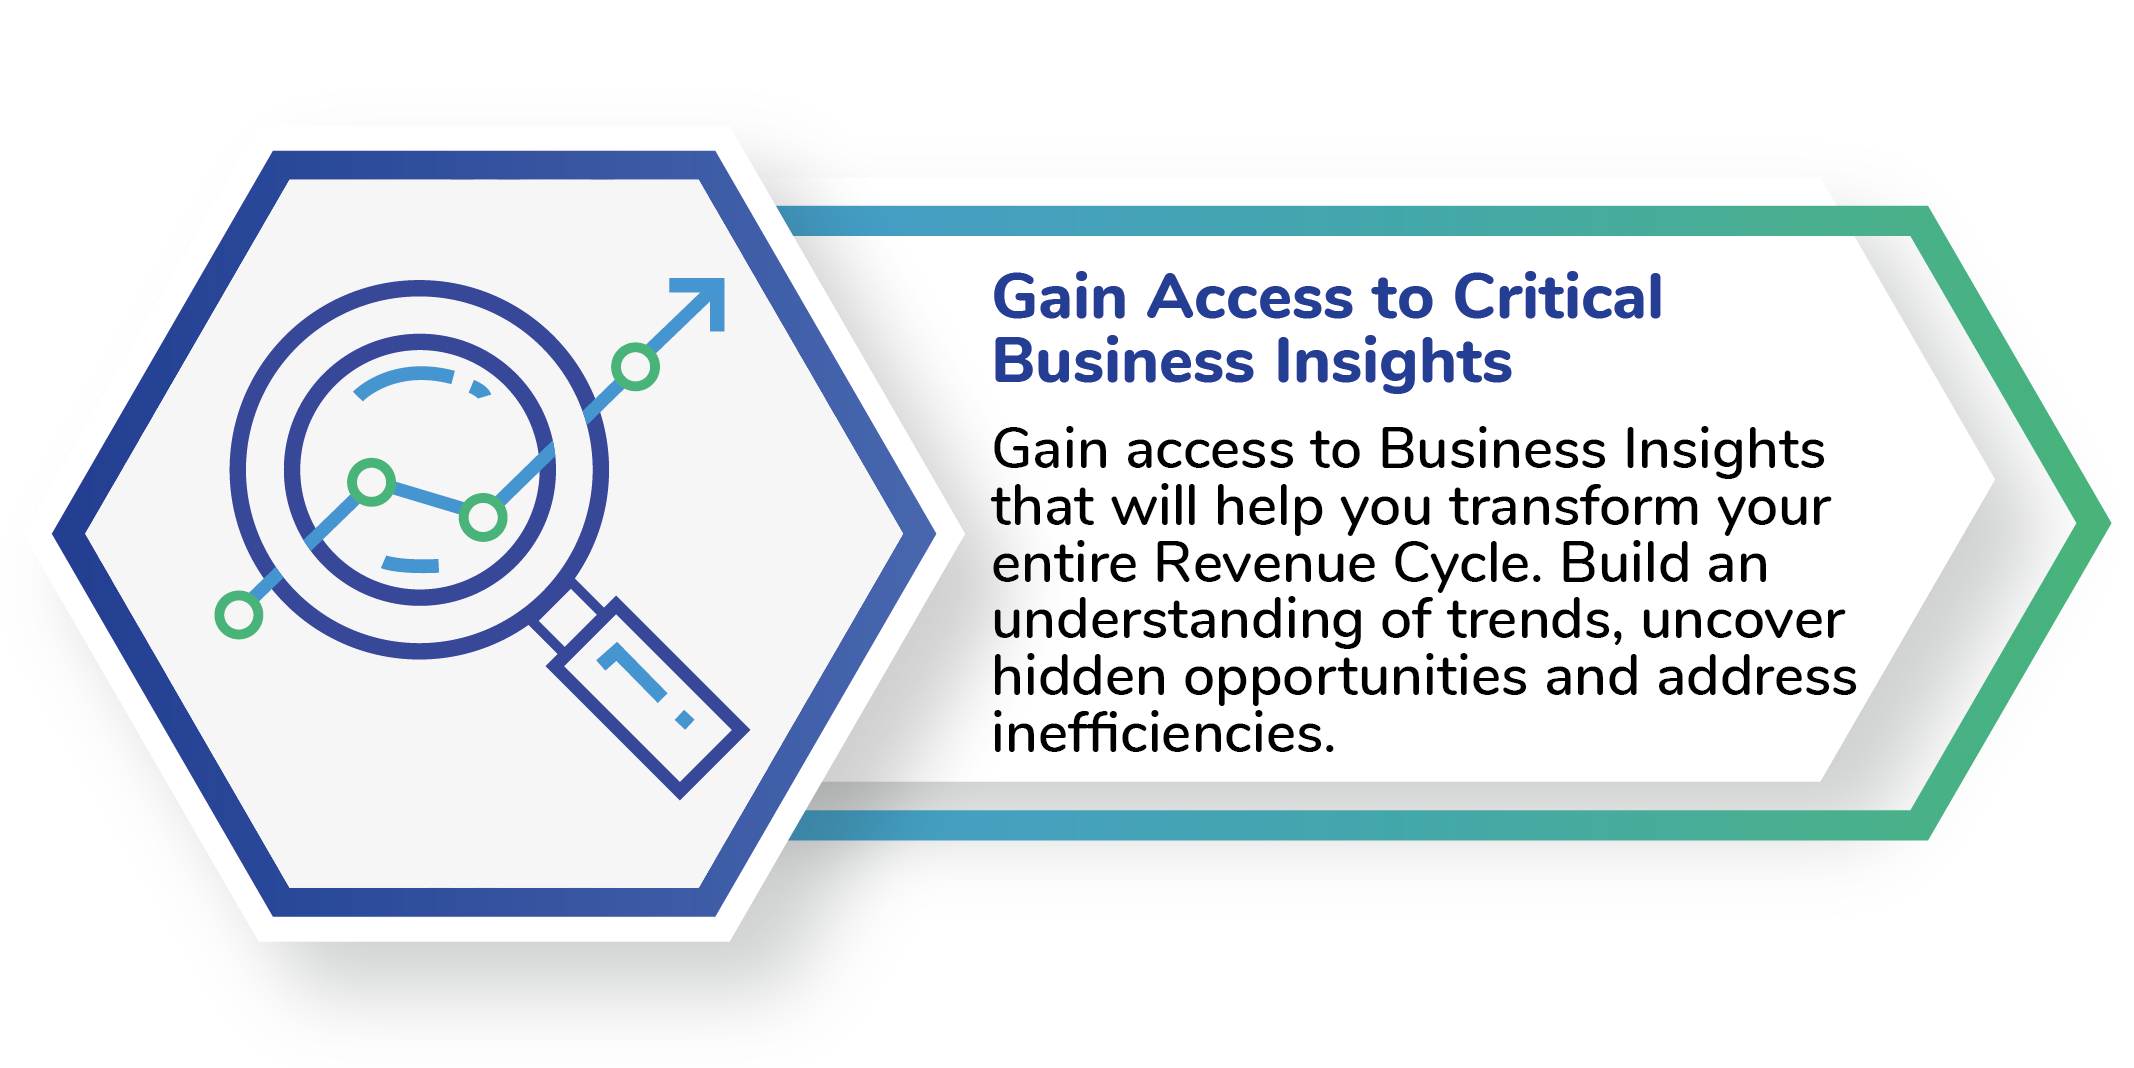 Gain Access to Critical
Business Insights
Gain access to Business Insights
that will help you transform your
entire Revenue Cycle. Build an
understanding of trends, uncover
hidden opportunities and address
inefficiencies.